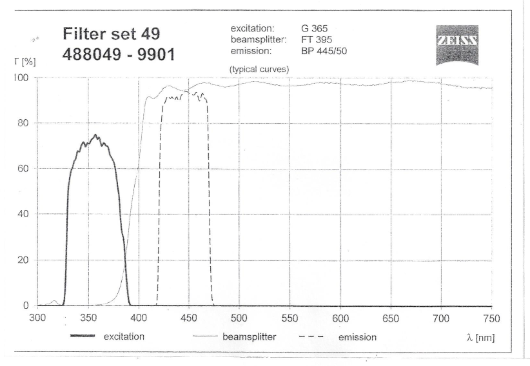 Filter set 49
488049 - 9901
excitation: G 365
beamsplitter: FT 395
emission: BP 445/50
(typical curves)
ZEISS
T [%]
100
80
60
40
20
0
300 350 400 450 500 550 600 650 700 750
excitation beamsplitter emission λ [nm]